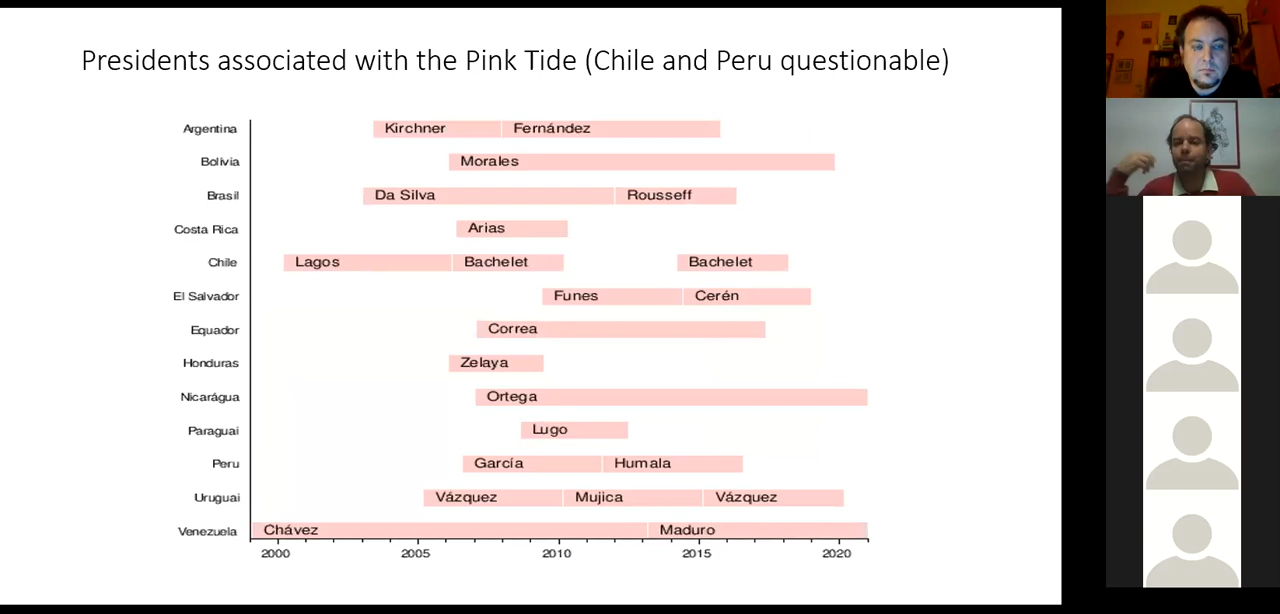 Presidents associated with the Pink Tide (Chile and Peru questionable)
Argentina Kirchner Fernández
Bolívia Morales
Brasil Da Silva Rousseff
Costa Rica Arias
Chile Lagos Bachelet Bachelet
El Salvador Funes Cerén
Equador Correa
Honduras Zelaya
Nicarágua Ortega
Paraguai Lugo
Peru García Humala
Uruguai Vázquez Mujica Vázquez
Venezuela Chávez Maduro
2000 2005 2010 2015 2020